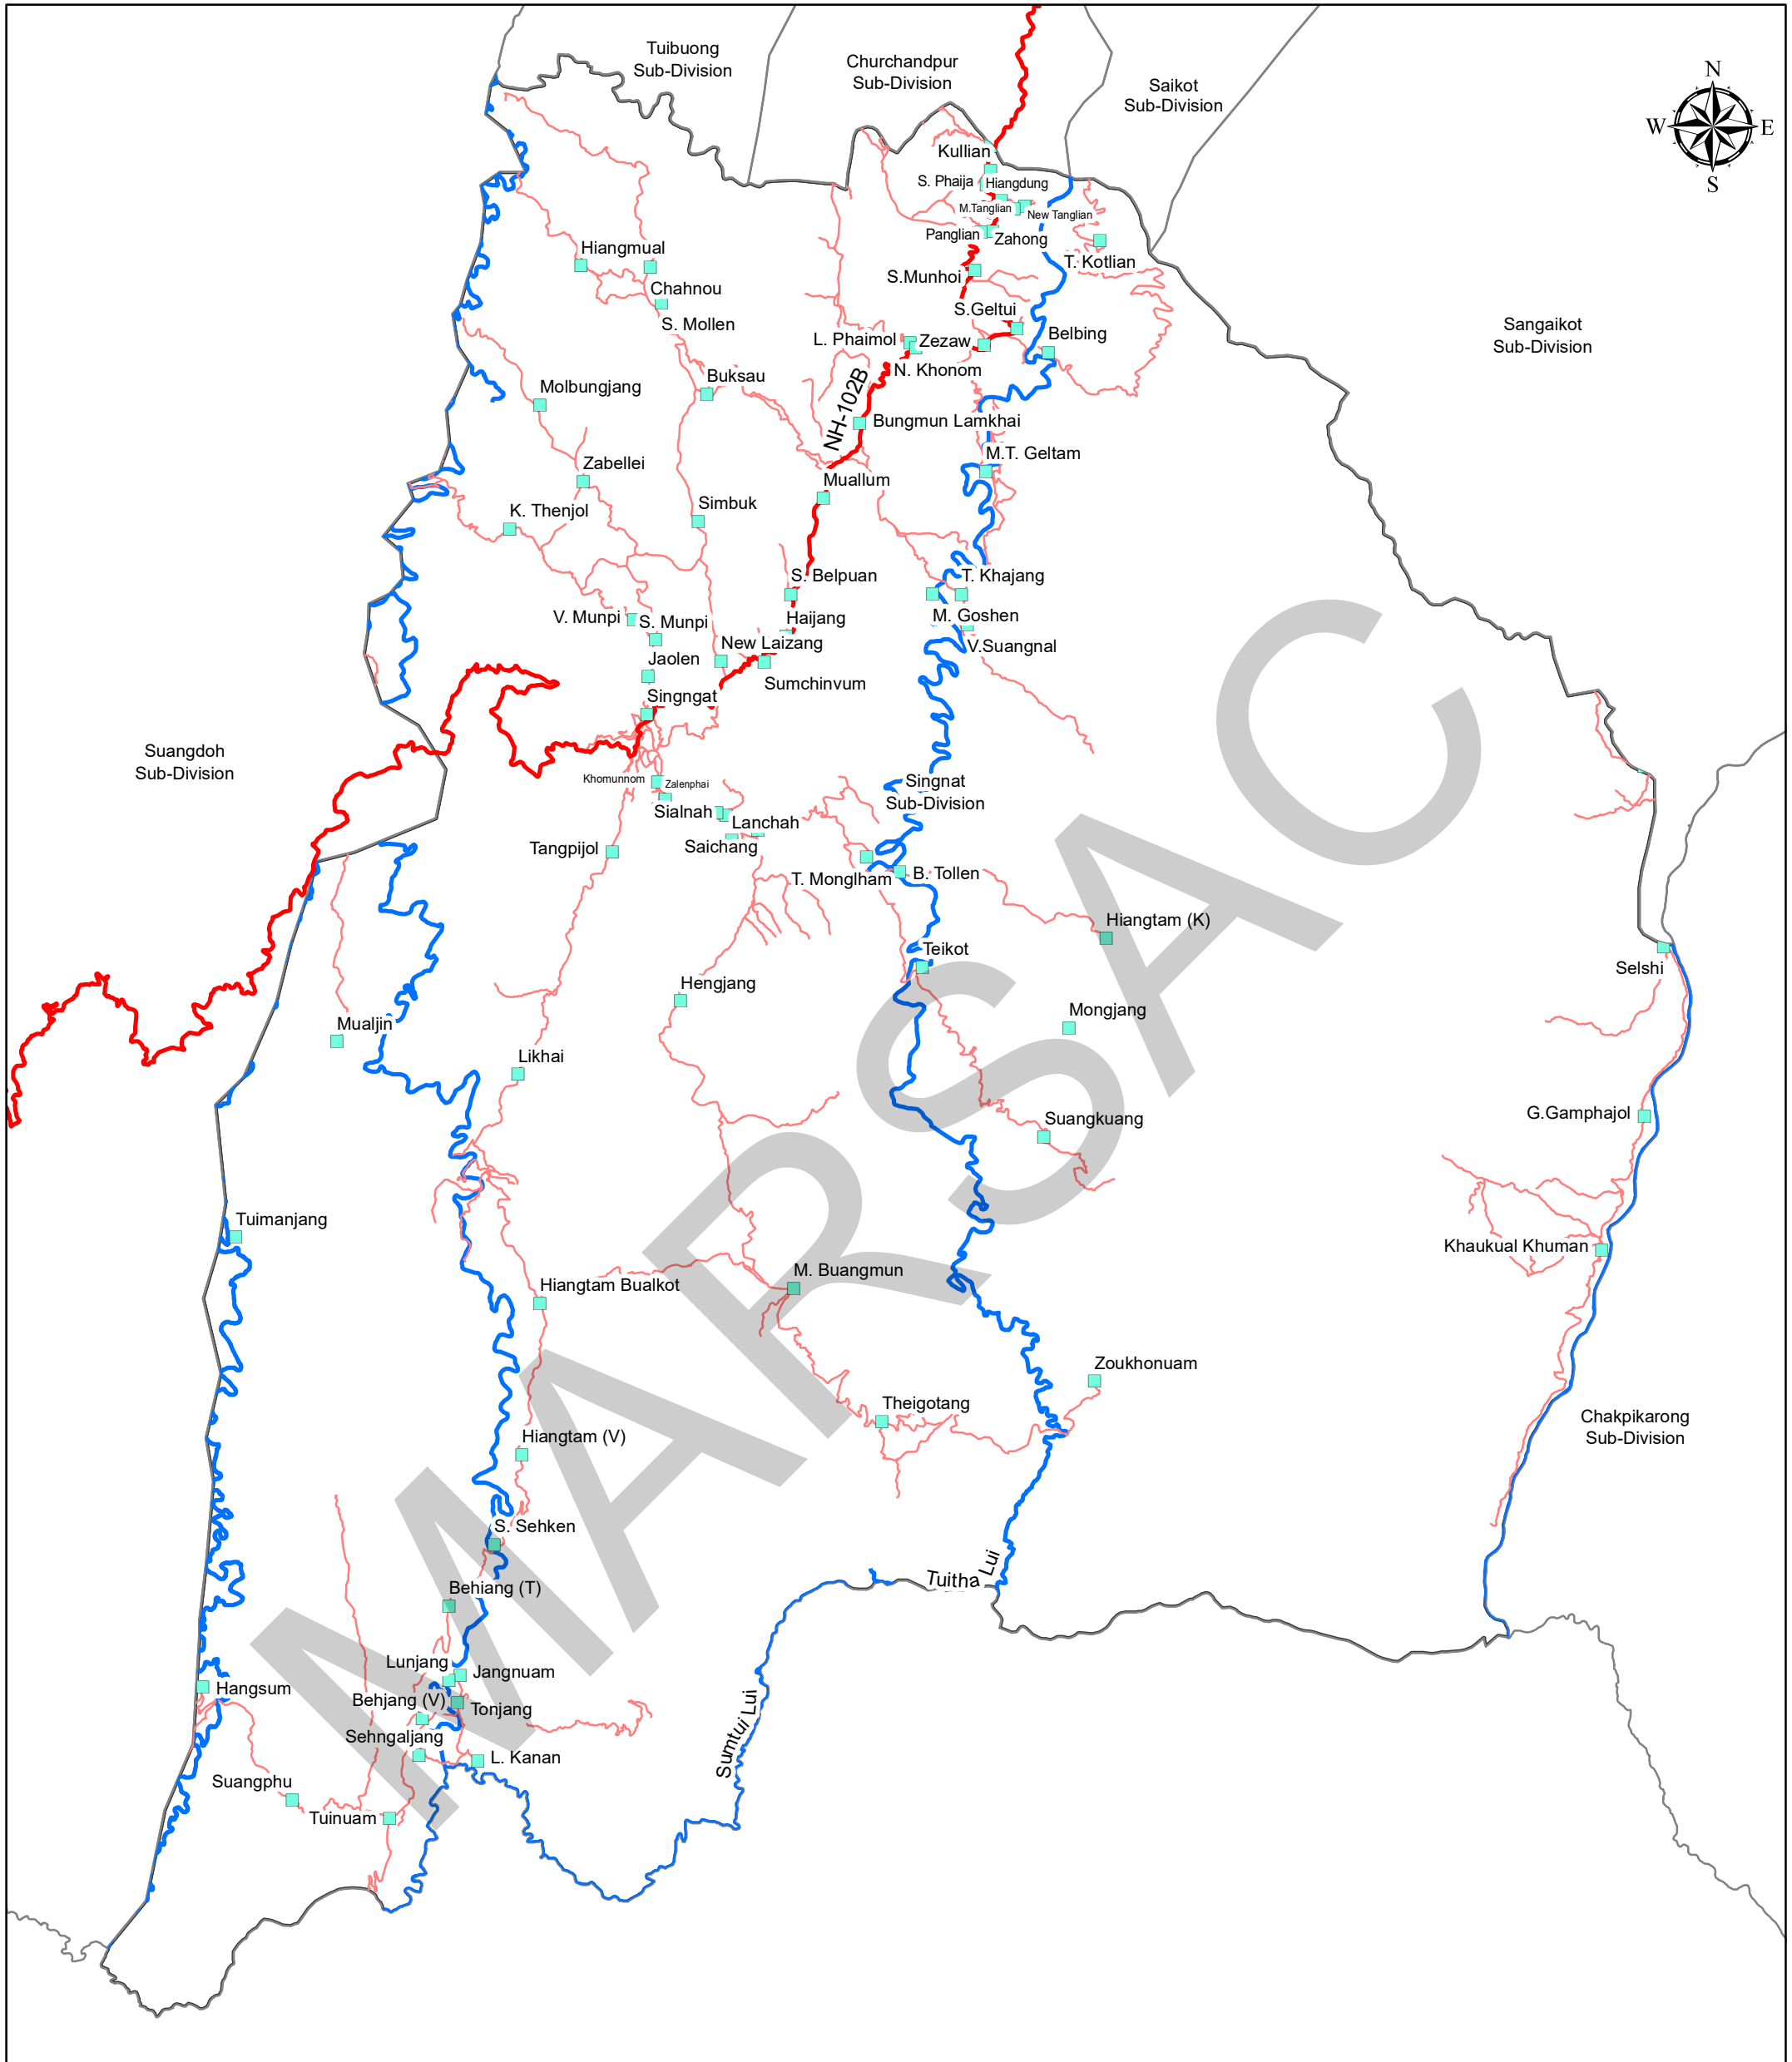 Tuibuong
Sub-Division
Churchandpur
Sub-Division
Saikot
Sub-Division
N
W
E
S
Kullian
S. Phaija
Hiangdung
M.Tanglian
New Tanglian
Panglian
Zahong
T. Kotlian
Hiangmual
S.Munhoi
Chahnou
S. Mollen
S.Geltui
Sangaikot
Sub-Division
L. Phaimol
Zezaw
Belbing
N. Khonom
Buksau
Molbungjang
NH-102B
Bungmun Lamkhai
M.T. Geltam
Zabellei
Muallum
K. Thenjol
Simbuk
S. Belpuan
T. Khajang
V. Munpi
S. Munpi
Haijang
M. Goshen
New Laizang
V.Suangnal
Jaolen
Sumchinvum
Singngat
Suangdoh
Sub-Division
Khomunnom
Zalenphai
Singnat
Sub-Division
Sialnah
Lanchah
Saichang
Tangpijol
T. Monglham
B. Tollen
Hiangtam (K)
Teikot
Selshi
Hengjang
Mongjang
Mualjin
Likhai
G.Gamphajol
Suangkuang
Tuimanjang
Khaukual Khuman
M. Buangmun
Hiangtam Bualkot
Zoukhonuam
Theigotang
Chakpikarong
Sub-Division
Hiangtam (V)
S. Sehken
Tuitha Lui
Behiang (T)
Lunjang
Jangnuam
Hangsum
Behjang (V)
Tonjang
Sumtui Lui
Sehngaljang
L. Kanan
Suangphu
Tuinuam
MARSAC